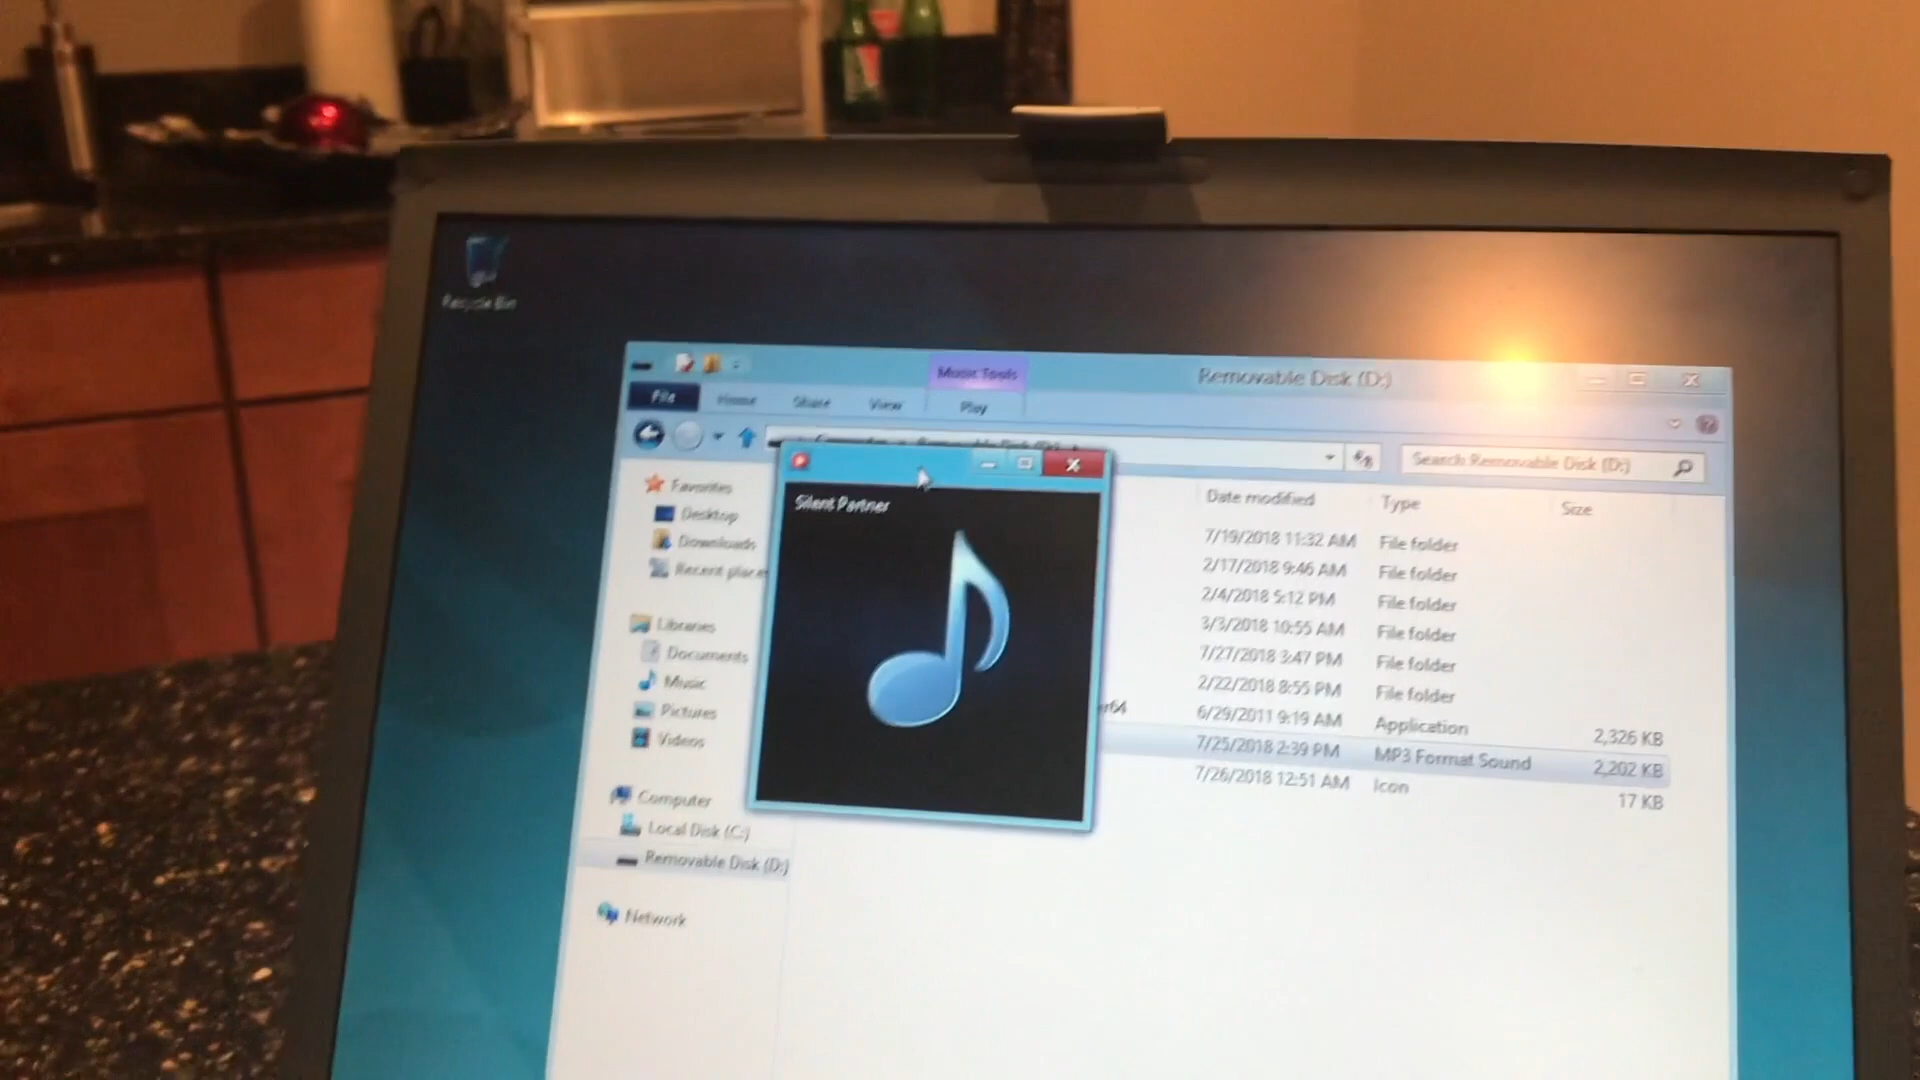 Recycle Bin
Music Tools
Removable Disk (D:)
File
Home
Share
View
Play
Search Removable Disk (D:)
Silent Partner
Favorites
Desktop
Downloads
Recent places
Libraries
Documents
Music
Pictures
Videos
Computer
Local Disk (C:)
Removable Disk (D:)
Network
Date modified Type Size
7/19/2018 11:32 AM File folder
2/17/2018 9:46 AM File folder
2/4/2018 5:12 PM File folder
3/3/2018 10:55 AM File folder
7/27/2018 3:47 PM File folder
2/22/2018 8:55 PM File folder
6/29/2011 9:19 AM Application 2,326 KB
7/25/2018 2:39 PM MP3 Format Sound 2,202 KB
7/26/2018 12:51 AM Icon 17 KB